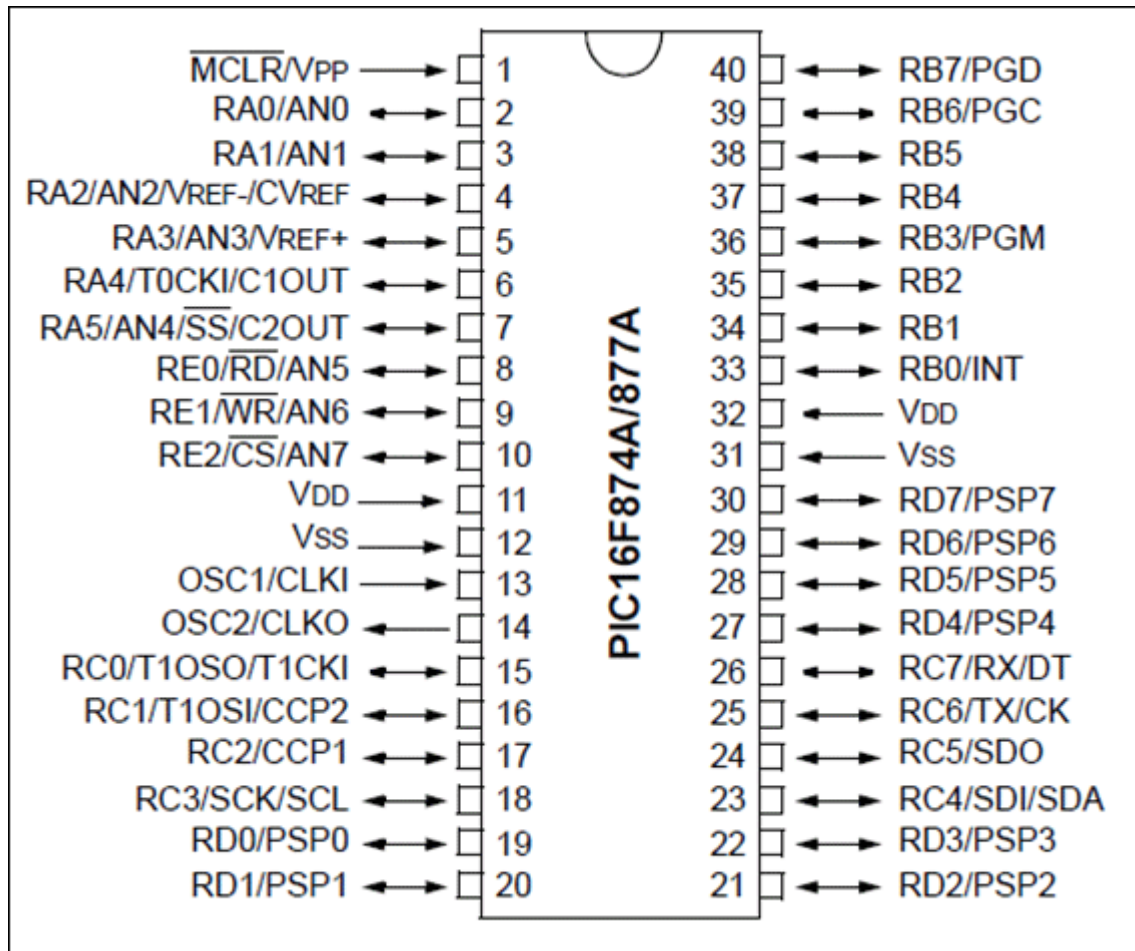 MCLR/VPP 1 40 RB7/PGD
RA0/AN0 2 39 RB6/PGC
RA1/AN1 3 38 RB5
RA2/AN2/VREF-/CVREF 4 37 RB4
RA3/AN3/VREF+ 5 36 RB3/PGM
RA4/T0CKI/C1OUT 6 35 RB2
RA5/AN4/SS/C2OUT 7 34 RB1
RE0/RD/AN5 8 33 RB0/INT
RE1/WR/AN6 9 32 VDD
RE2/CS/AN7 10 31 VSS
VDD 11 30 RD7/PSP7
VSS 12 29 RD6/PSP6
OSC1/CLKI 13 28 RD5/PSP5
OSC2/CLKO 14 27 RD4/PSP4
RC0/T1OSO/T1CKI 15 26 RC7/RX/DT
RC1/T1OSI/CCP2 16 25 RC6/TX/CK
RC2/CCP1 17 24 RC5/SDO
RC3/SCK/SCL 18 23 RC4/SDI/SDA
RD0/PSP0 19 22 RD3/PSP3
RD1/PSP1 20 21 RD2/PSP2
PIC16F874A/877A